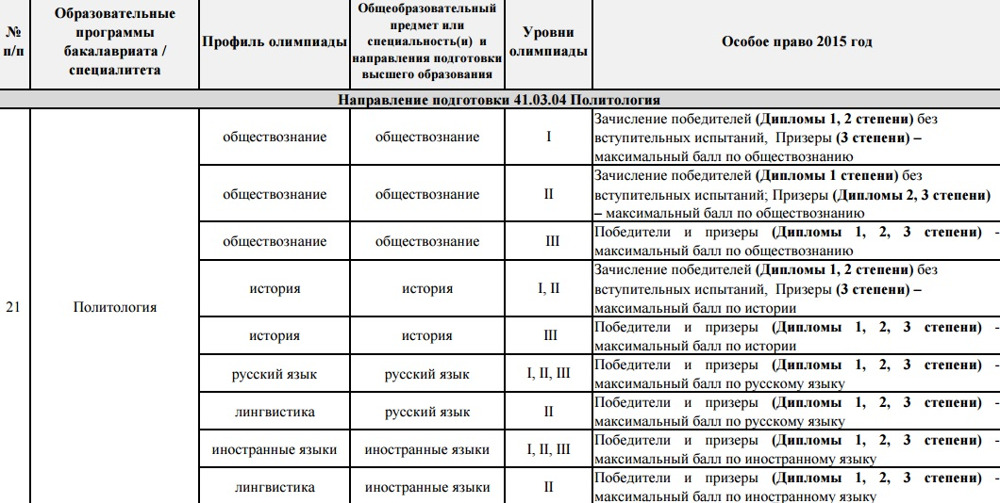 № п/п
Образовательные программы бакалавриата / специалитета
Профиль олимпиады
Общеобразовательный предмет или специальность(и) и направления подготовки высшего образования
Уровни олимпиады
Особое право 2015 год
Направление подготовки 41.03.04 Политология
21
Политология
обществознание
обществознание
I
Зачисление победителей (Дипломы 1, 2 степени) без
вступительных испытаний, Призеры (3 степени) –
максимальный балл по обществознанию
обществознание
обществознание
II
Зачисление победителей (Дипломы 1 степени) без
вступительных испытаний; Призеры (Дипломы 2, 3 степени)
– максимальный балл по обществознанию
обществознание
обществознание
III
Победители и призеры (Дипломы 1, 2, 3 степени) -
максимальный балл по обществознанию
история
история
I, II
Зачисление победителей (Дипломы 1, 2 степени) без
вступительных испытаний, Призеры (3 степени) –
максимальный балл по истории
история
история
III
Победители и призеры (Дипломы 1, 2, 3 степени) -
максимальный балл по истории
русский язык
русский язык
I, II, III
Победители и призеры (Дипломы 1, 2, 3 степени) -
максимальный балл по русскому языку
лингвистика
русский язык
II
Победители и призеры (Дипломы 1, 2, 3 степени) -
максимальный балл по русскому языку
иностранные языки
иностранные языки
I, II, III
Победители и призеры (Дипломы 1, 2, 3 степени) -
максимальный балл по иностранному языку
лингвистика
иностранные языки
II
Победители и призеры (Дипломы 1, 2, 3 степени) -
максимальный балл по иностранному языку